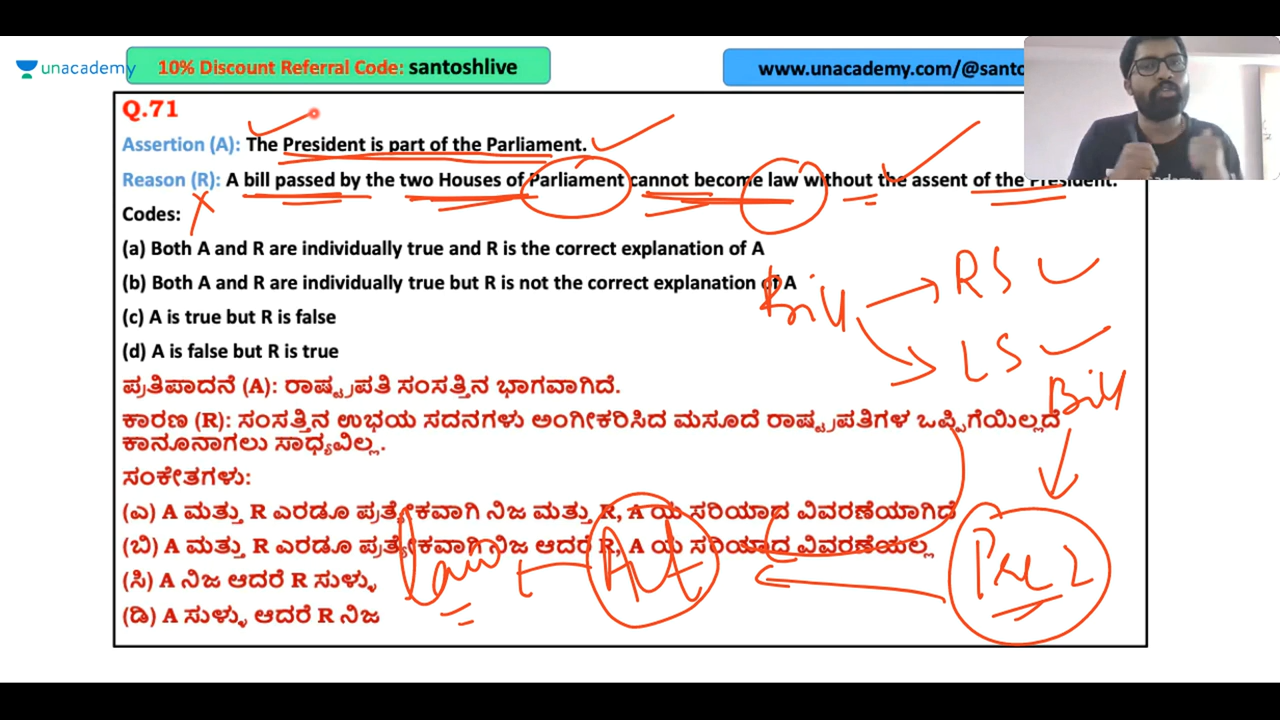 unacademy
10% Discount Referral Code: santoshlive
www.unacademy.com/@santo
Q.71
Assertion (A): The President is part of the Parliament.
Reason (R): A bill passed by the two Houses of Parliament cannot become law without the assent of the President.
Codes:
(a) Both A and R are individually true and R is the correct explanation of A
(b) Both A and R are individually true but R is not the correct explanation of A
(c) A is true but R is false
(d) A is false but R is true
ಪ್ರತಿಪಾದನೆ (A): ರಾಷ್ಟ್ರಪತಿ ಸಂಸತ್ತಿನ ಭಾಗವಾಗಿದೆ.
ಕಾರಣ (R): ಸಂಸತ್ತಿನ ಉಭಯ ಸದನಗಳು ಅಂಗೀಕರಿಸಿದ ಮಸೂದೆ ರಾಷ್ಟ್ರಪತಿಗಳ ಒಪ್ಪಿಗೆಯಿಲ್ಲದೆ
ಕಾನೂನಾಗಲು ಸಾಧ್ಯವಿಲ್ಲ.
ಸಂಕೇತಗಳು:
(ಎ) A ಮತ್ತು R ಎರಡೂ ಪ್ರತ್ಯೇಕವಾಗಿ ನಿಜ ಮತ್ತು R, A ಯ ಸರಿಯಾದ ವಿವರಣೆಯಾಗಿದೆ
(ಬಿ) A ಮತ್ತು R ಎರಡೂ ಪ್ರತ್ಯೇಕವಾಗಿ ನಿಜ ಆದರೆ R, A ಯ ಸರಿಯಾದ ವಿವರಣೆಯಲ್ಲ
(ಸಿ) A ನಿಜ ಆದರೆ R ಸುಳ್ಳು
(ಡಿ) A ಸುಳ್ಳು ಆದರೆ R ನಿಜ
Bill
RS
LS
Bill
Act
law